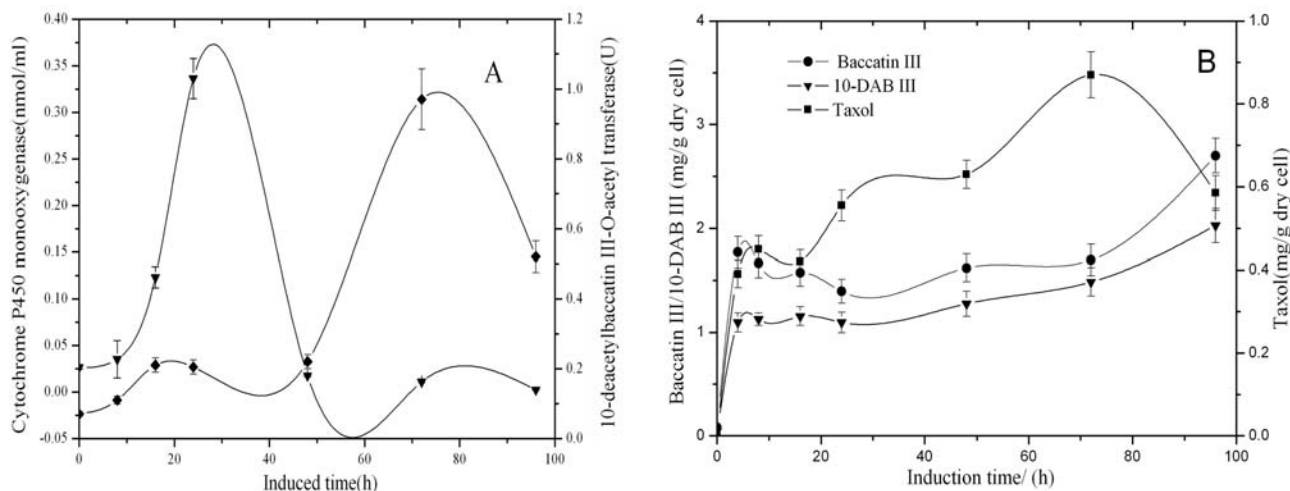 A
Cytochrome P450 monooxygenase(nmol/ml)
0.40
0.35
0.30
0.25
0.20
0.15
0.10
0.05
0.00
-0.05
1.2
1.0
0.8
0.6
0.4
0.2
0.0
10-deacetylbaccatin III-O-acetyl transferase(U)
0 20 40 60 80 100
Induced time(h)
B
Baccatin III
10-DAB III
Taxol
Baccatin III/10-DAB III (mg/g dry cell)
4
3
2
1
0
1.0
0.8
0.6
0.4
0.2
0.0
Taxol(mg/g dry cell)
0 20 40 60 80 100
Induction time/ (h)